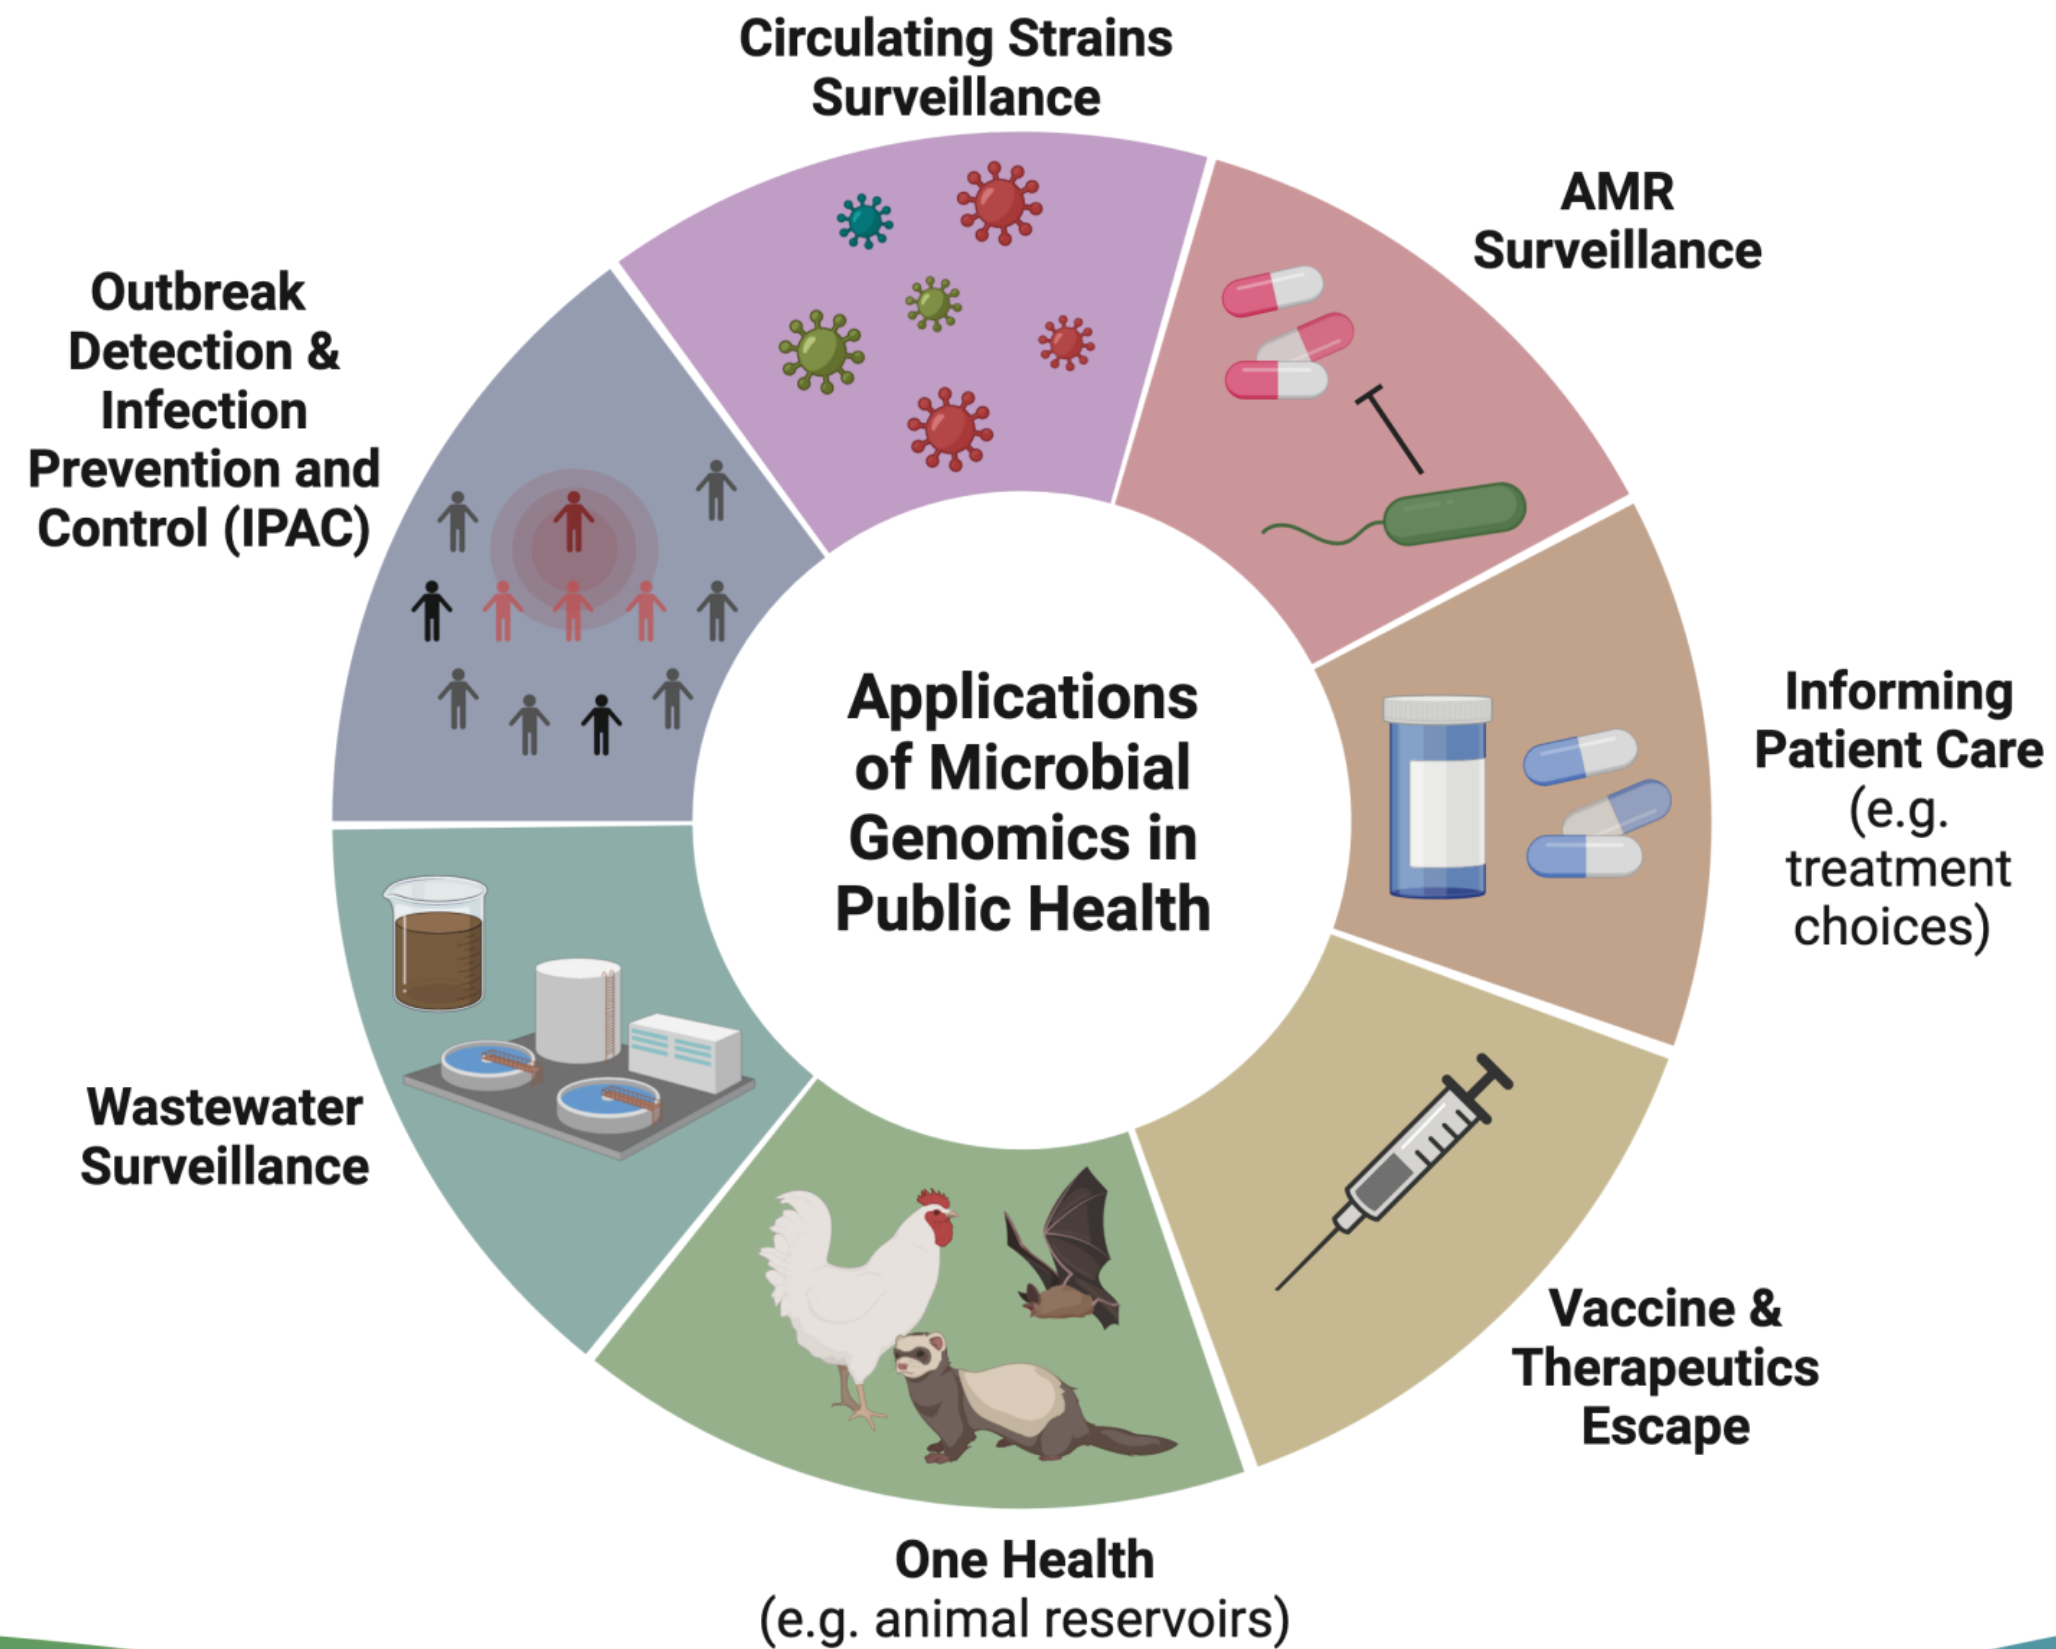 Circulating Strains
Surveillance
AMR
Surveillance
Informing
Patient Care
(e.g.
treatment
choices)
Vaccine &
Therapeutics
Escape
One Health
(e.g. animal reservoirs)
Wastewater
Surveillance
Outbreak
Detection &
Infection
Prevention and
Control (IPAC)
Applications
of Microbial
Genomics in
Public Health